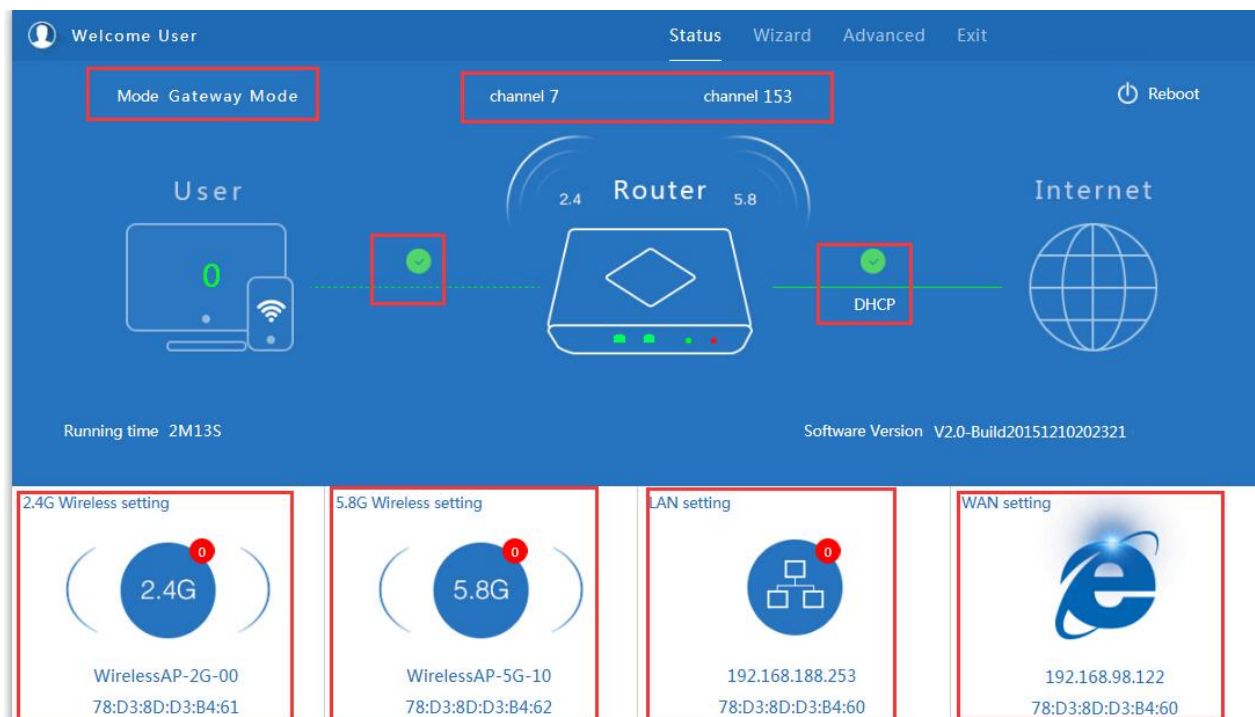 Welcome User
Status Wizard Advanced Exit
Mode Gateway Mode
channel 7 channel 153
Reboot
User
2.4 Router 5.8
Internet
0
DHCP
Running time 2M13S
Software Version V2.0-Build20151210202321
2.4G Wireless setting
0
2.4G
WirelessAP-2G-00
78:D3:8D:D3:B4:61
5.8G Wireless setting
0
5.8G
WirelessAP-5G-10
78:D3:8D:D3:B4:62
LAN setting
0
192.168.188.253
78:D3:8D:D3:B4:60
WAN setting
192.168.98.122
78:D3:8D:D3:B4:60